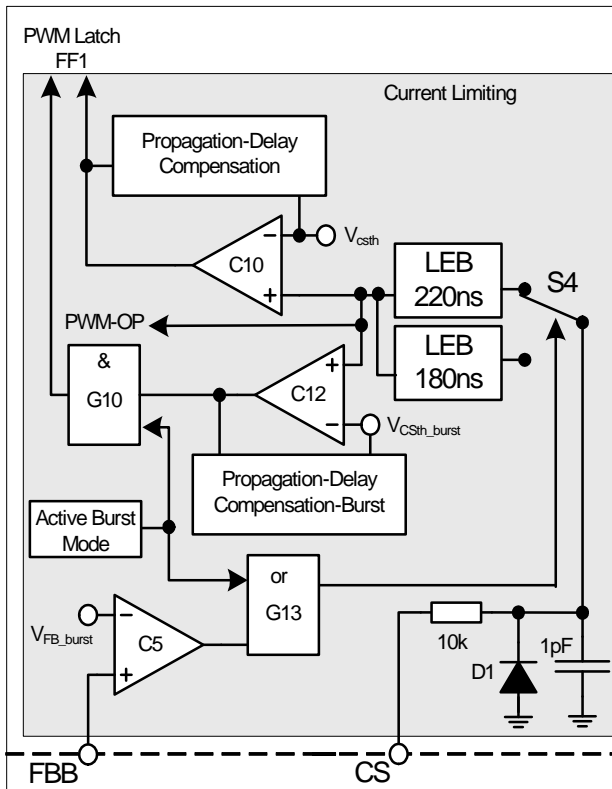 PWM Latch
FF1
Current Limiting
Propagation-Delay
Compensation
−
Vcsth
C10
+
LEB
220ns
S4
PWM-OP
LEB
180ns
&
G10
+
C12
−
VCSth_burst
Propagation-Delay
Compensation-Burst
Active Burst
Mode
or
G13
−
VFB_burst
C5
+
10k
D1
1pF
FBB
CS